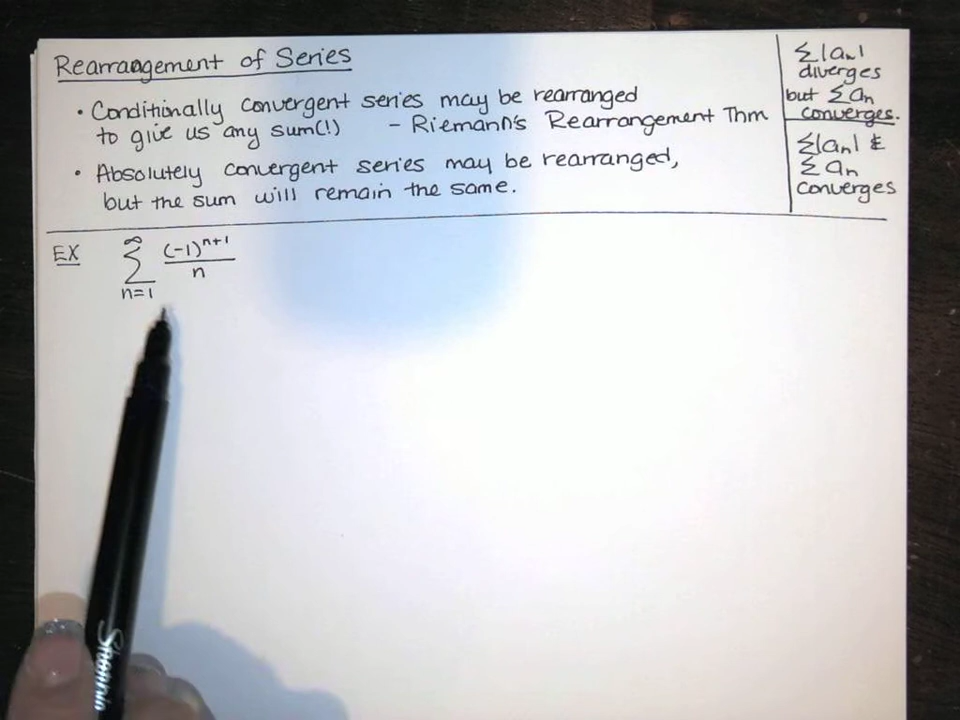 Rearrangement of Series
• Conditionally convergent series may be rearranged
to give us any sum(!) - Riemann's Rearrangement Thm
• Absolutely convergent series may be rearranged,
but the sum will remain the same.
Σ|aₙ|
diverges
but Σaₙ
converges.
Σ|aₙ| &
Σaₙ
converges
EX
∞
Σ (-1)ⁿ⁺¹/n
n=1
Sharpie